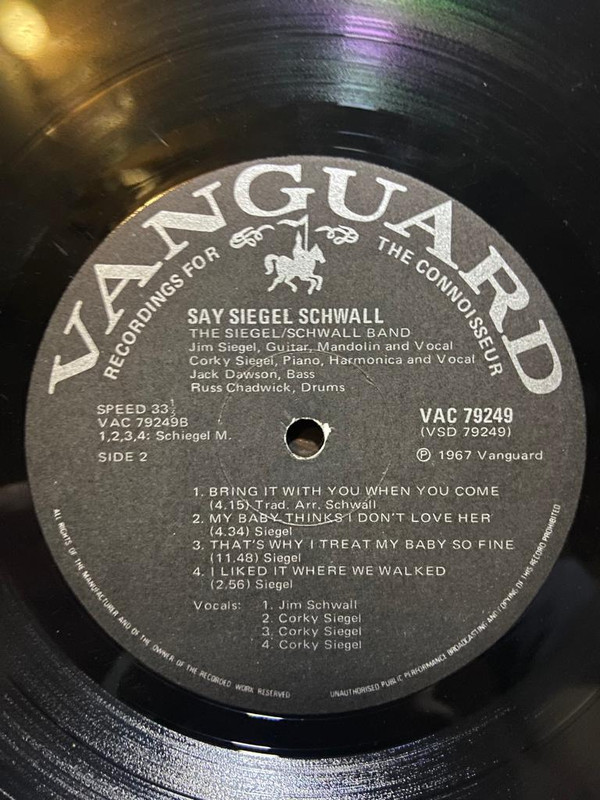 VANGUARD
RECORDINGS FOR THE CONNOISSEUR
SAY SIEGEL SCHWALL
THE SIEGEL/SCHWALL BAND
Jim Siegel, Guitar, Mandolin and Vocal
Corky Siegel, Piano, Harmonica and Vocal
Jack Dawson, Bass
Russ Chadwick, Drums
SPEED 33⅓
VAC 79249B
1,2,3,4: Schiegel M.
SIDE 2
VAC 79249
(VSD 79249)
Ⓟ 1967 Vanguard
1. BRING IT WITH YOU WHEN YOU COME
(4.15) Trad. Arr. Schwall
2. MY BABY THINKS I DON'T LOVE HER
(4.34) Siegel
3. THAT'S WHY I TREAT MY BABY SO FINE
(11.48) Siegel
4. I LIKED IT WHERE WE WALKED
(2.56) Siegel
Vocals: 1. Jim Schwall
2. Corky Siegel
3. Corky Siegel
4. Corky Siegel
ALL RIGHTS OF THE MANUFACTURER AND OF THE OWNER OF THE RECORDED WORK RESERVED
UNAUTHORISED PUBLIC PERFORMANCE BROADCASTING AND COPYING OF THIS RECORD PROHIBITED